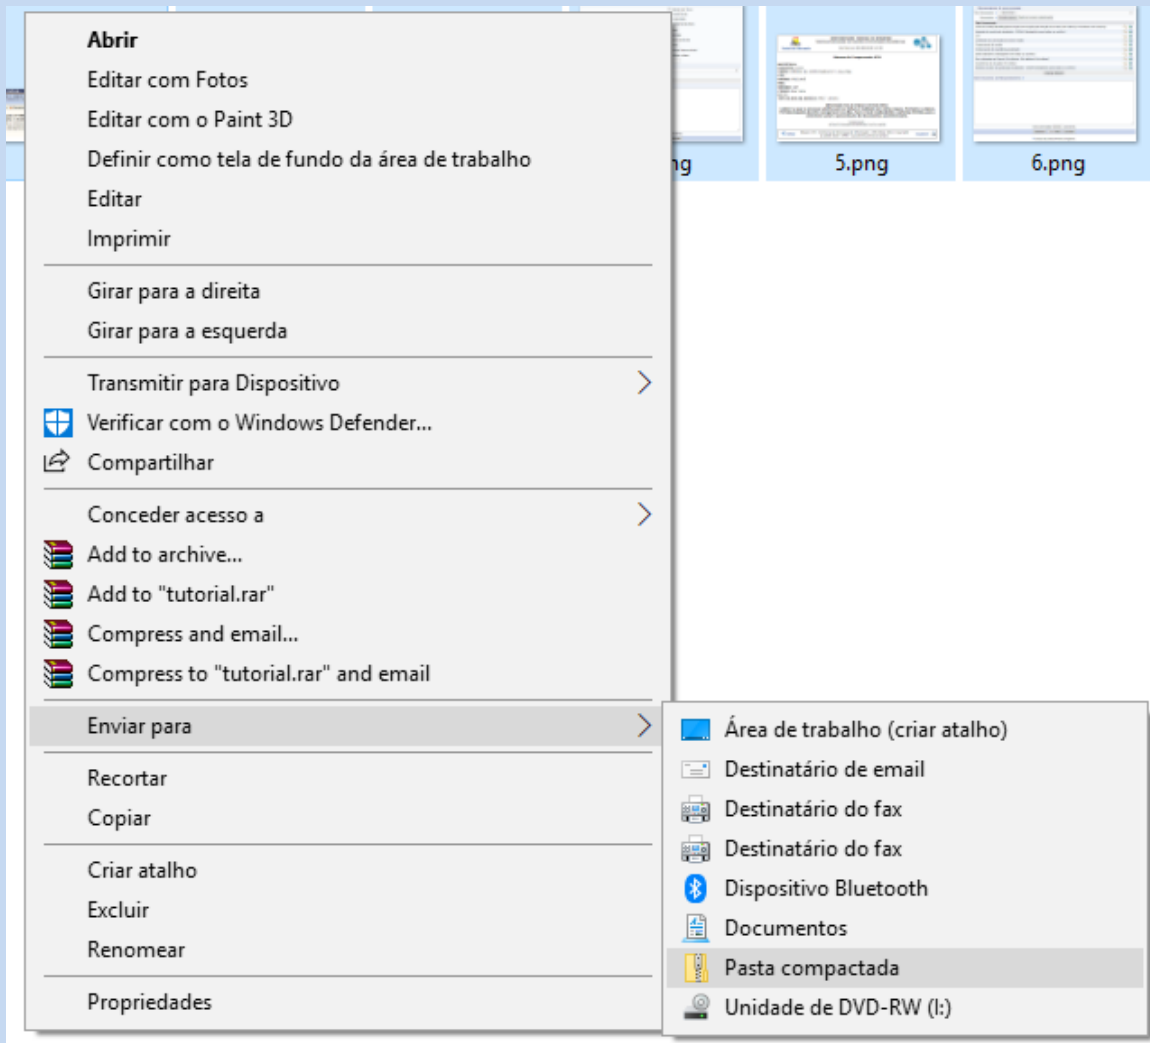 Abrir
Editar com Fotos
Editar com o Paint 3D
Definir como tela de fundo da área de trabalho
Editar
Imprimir
Girar para a direita
Girar para a esquerda
Transmitir para Dispositivo
Verificar com o Windows Defender...
Compartilhar
Conceder acesso a
Add to archive...
Add to "tutorial.rar"
Compress and email...
Compress to "tutorial.rar" and email
Enviar para
Recortar
Copiar
Criar atalho
Excluir
Renomear
Propriedades
Área de trabalho (criar atalho)
Destinatário de email
Destinatário do fax
Destinatário do fax
Dispositivo Bluetooth
Documentos
Pasta compactada
Unidade de DVD-RW (I:)
5.png
6.png